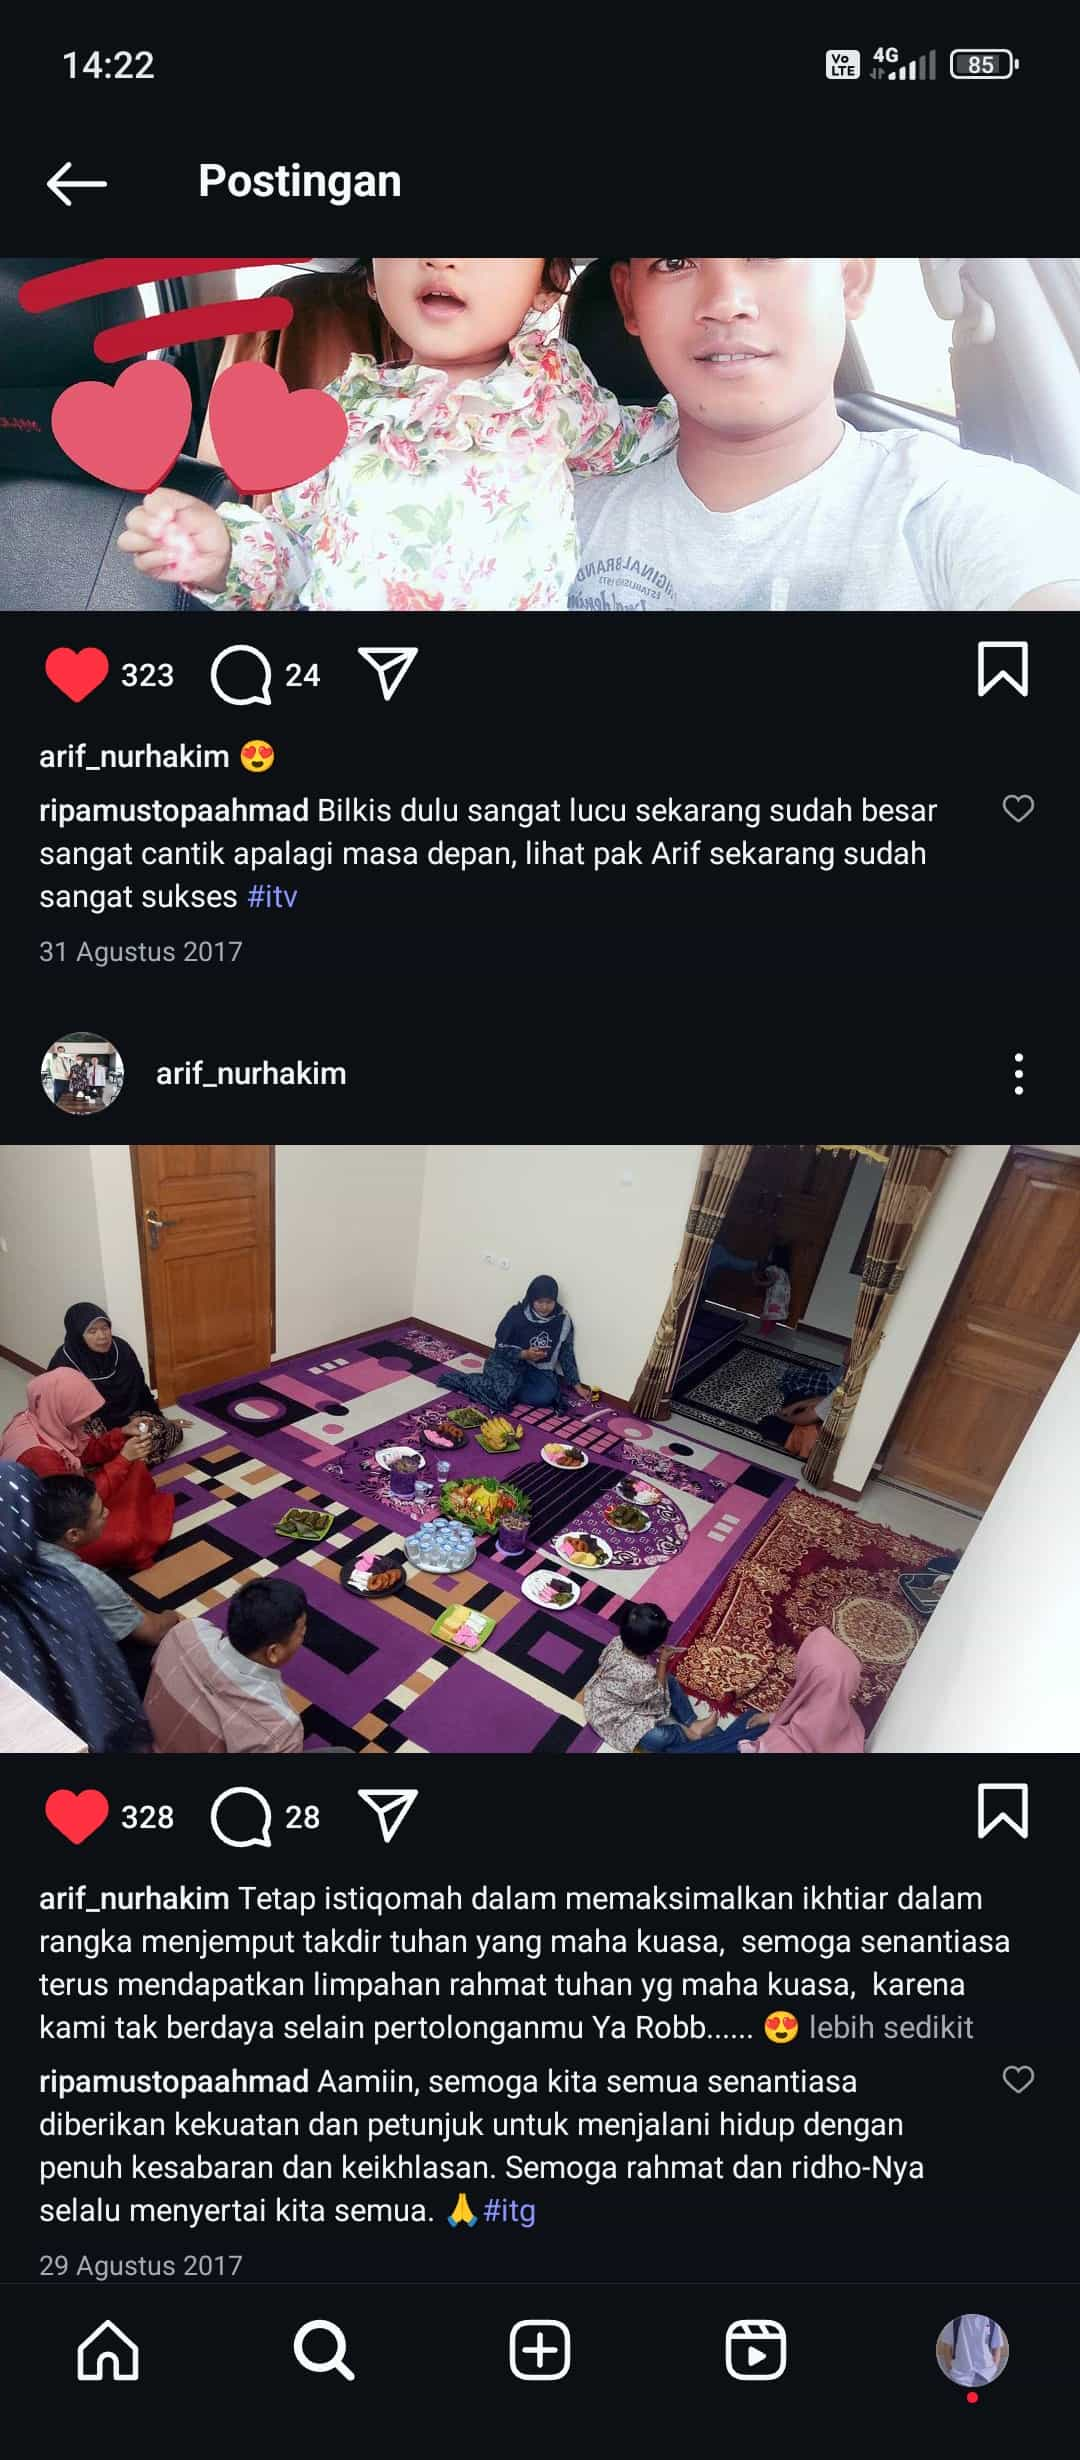 14:22
Vo LTE
4G
85
Postingan
323
24
arif_nurhakim 😍
ripamustopaahmad Bilkis dulu sangat lucu sekarang sudah besar
sangat cantik apalagi masa depan, lihat pak Arif sekarang sudah
sangat sukses #itv
31 Agustus 2017
arif_nurhakim
328
28
arif_nurhakim Tetap istiqomah dalam memaksimalkan ikhtiar dalam
rangka menjemput takdir tuhan yang maha kuasa,  semoga senantiasa
terus mendapatkan limpahan rahmat tuhan yg maha kuasa,  karena
kami tak berdaya selain pertolonganmu Ya Robb...... 😍 lebih sedikit
ripamustopaahmad Aamiin, semoga kita semua senantiasa
diberikan kekuatan dan petunjuk untuk menjalani hidup dengan
penuh kesabaran dan keikhlasan. Semoga rahmat dan ridho-Nya
selalu menyertai kita semua. 🙏#itg
29 Agustus 2017